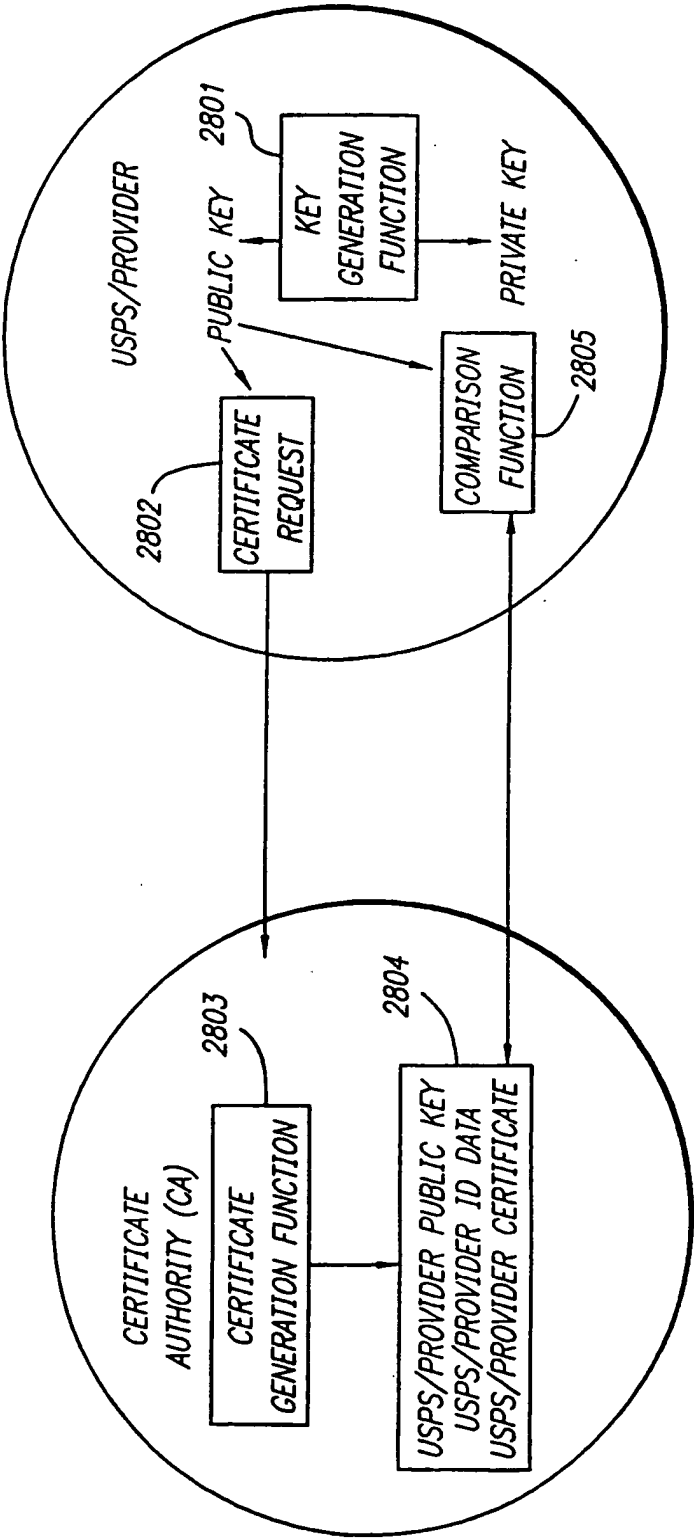 CERTIFICATE
AUTHORITY (CA)
2803
CERTIFICATE
GENERATION FUNCTION
2804
USPS/PROVIDER PUBLIC KEY
USPS/PROVIDER ID DATA
USPS/PROVIDER CERTIFICATE
USPS/PROVIDER
2802
CERTIFICATE
REQUEST
PUBLIC KEY
2801
KEY
GENERATION
FUNCTION
PRIVATE KEY
COMPARISON
FUNCTION
2805